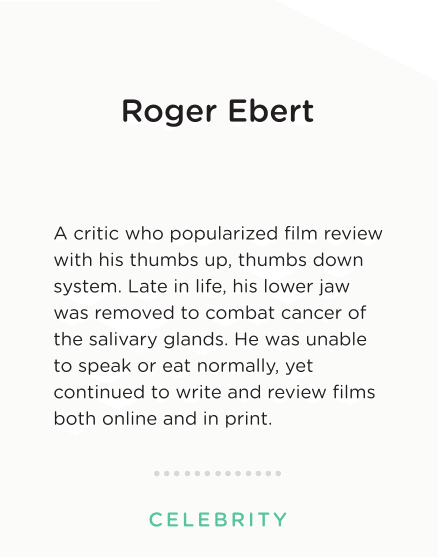 Roger Ebert
A critic who popularized film review
with his thumbs up, thumbs down
system. Late in life, his lower jaw
was removed to combat cancer of
the salivary glands. He was unable
to speak or eat normally, yet
continued to write and review films
both online and in print.
CELEBRITY